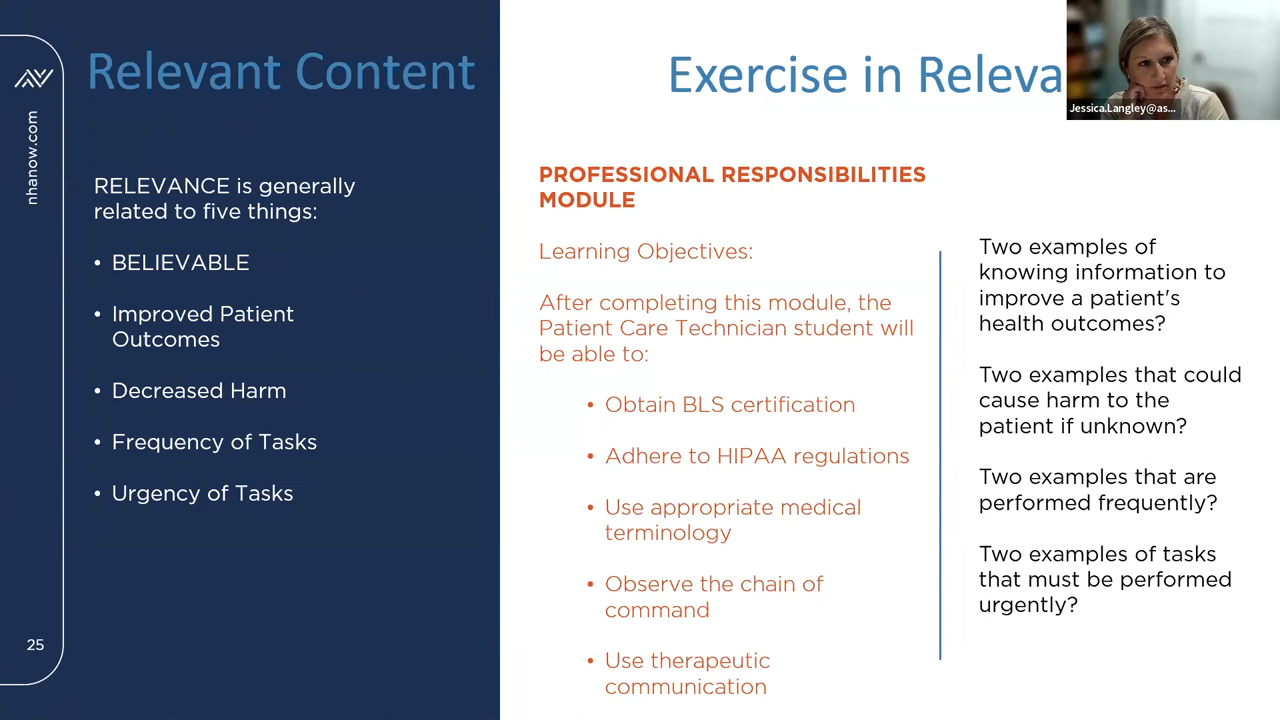 Relevant Content
nhanow.com
RELEVANCE is generally
related to five things:
• BELIEVABLE
• Improved Patient
Outcomes
• Decreased Harm
• Frequency of Tasks
• Urgency of Tasks
25
Exercise in Releva
Jessica.Langley@as...
PROFESSIONAL RESPONSIBILITIES
MODULE
Learning Objectives:
After completing this module, the
Patient Care Technician student will
be able to:
• Obtain BLS certification
• Adhere to HIPAA regulations
• Use appropriate medical
terminology
• Observe the chain of
command
• Use therapeutic
communication
Two examples of
knowing information to
improve a patient's
health outcomes?
Two examples that could
cause harm to the
patient if unknown?
Two examples that are
performed frequently?
Two examples of tasks
that must be performed
urgently?